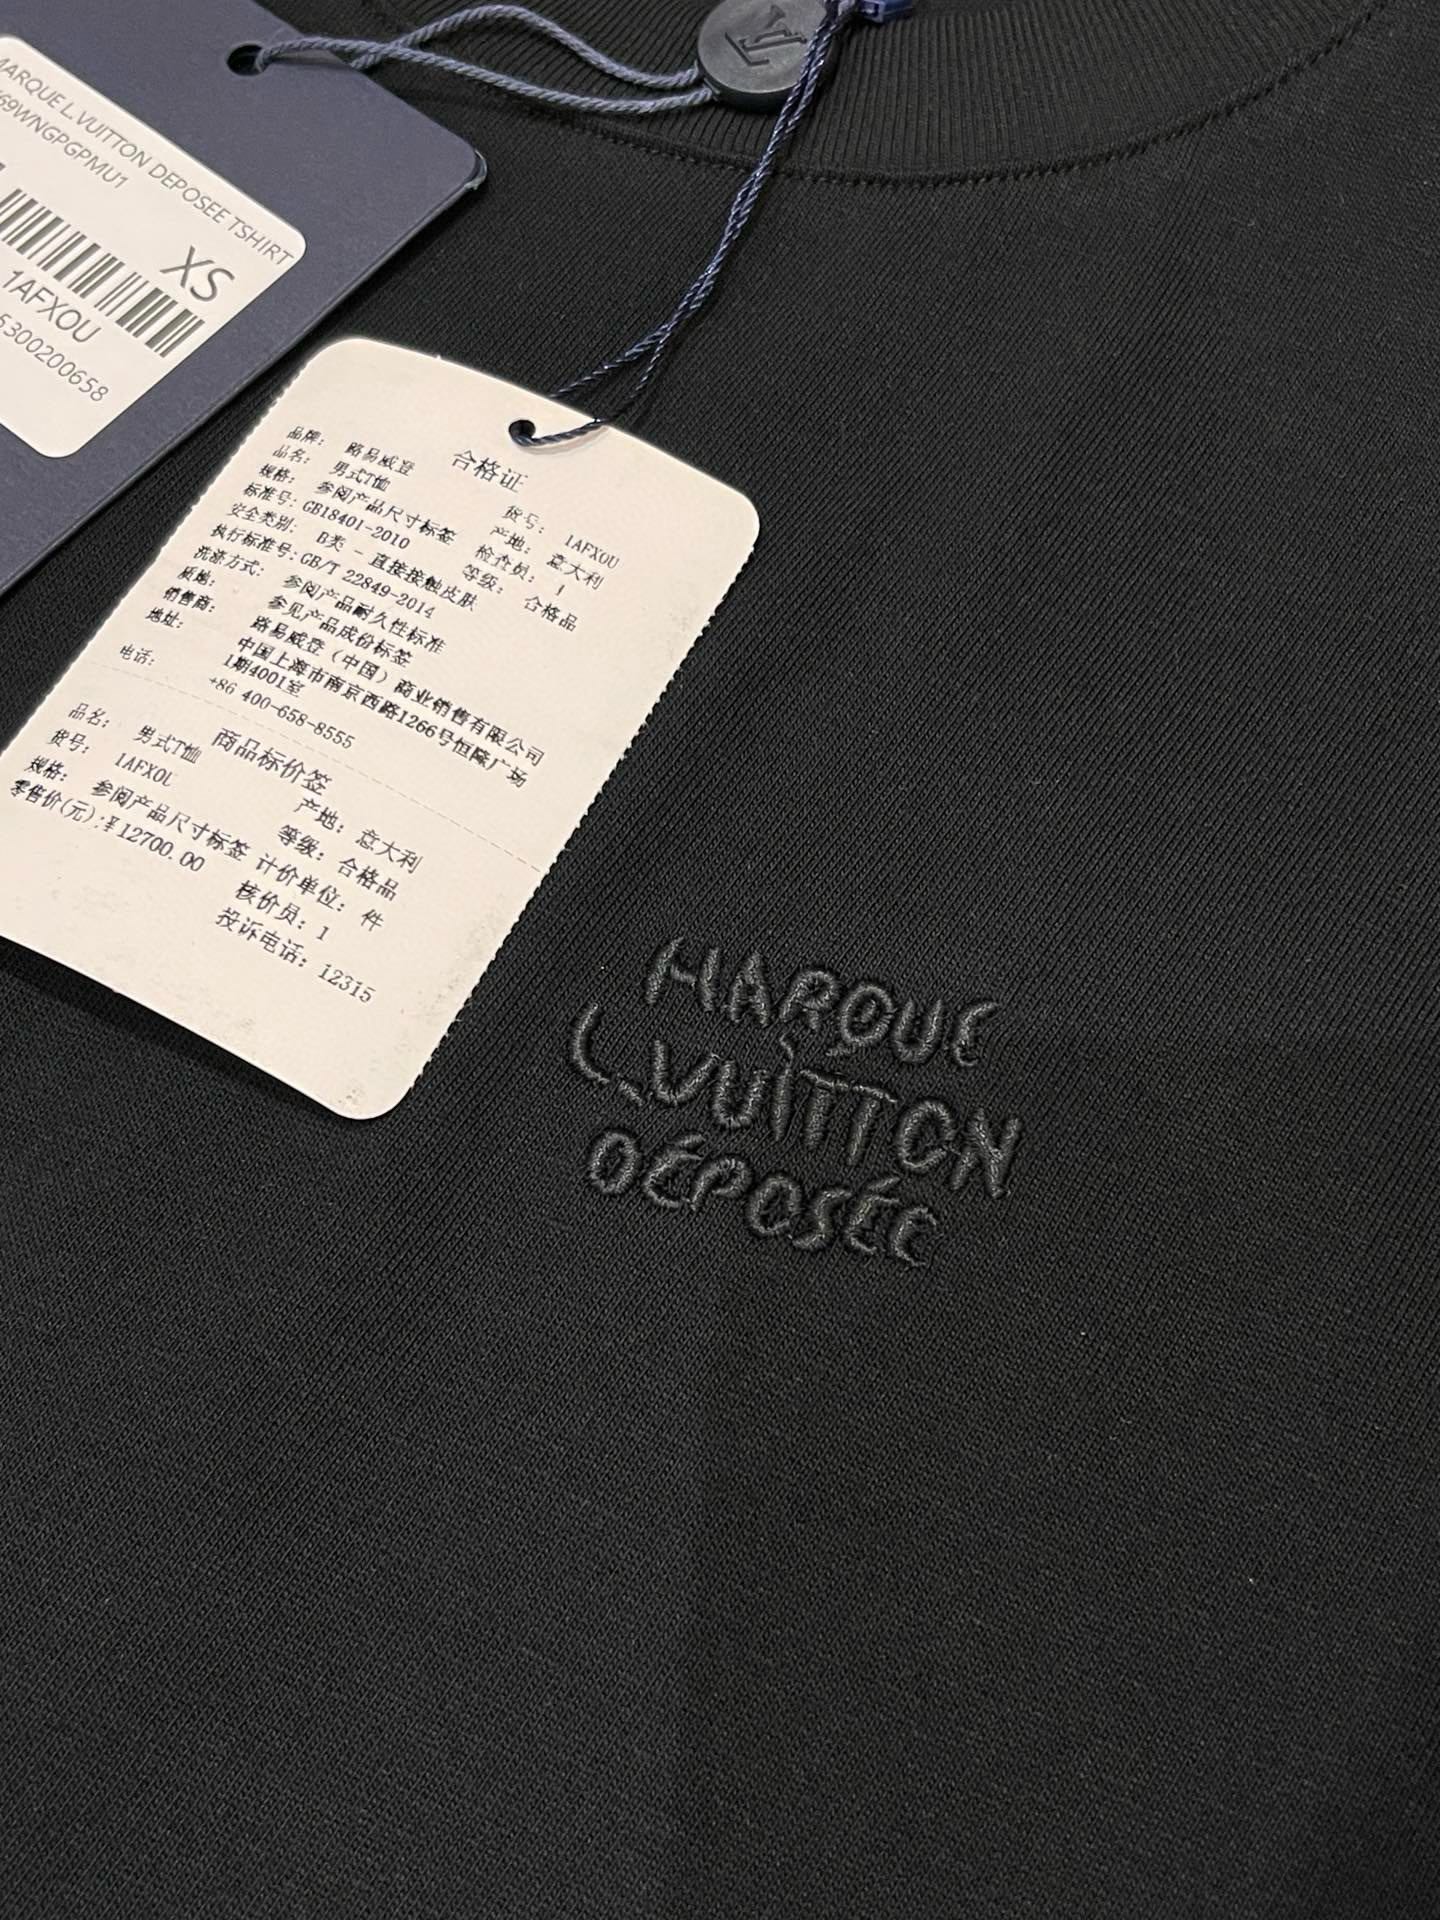 MARQUE L.VUITTON DEPOSEE TSHIRT
69WNGPGPMU1
XS
1AFXOU
5300200658
合格证
品牌： 路易威登
货号： 1AFXOU
品名： 男式T恤
产地： 意大利
规格： 参阅产品尺寸标签
检查员： 1
标准号：GB18401-2010
等级： 合格品
安全类别： B类 - 直接接触皮肤
执行标准号：GB/T 22849-2014
洗涤方式： 参阅产品耐久性标准
质地： 参见产品成份标签
销售商： 路易威登（中国）商业销售有限公司
地址： 中国上海市南京西路1266号恒隆广场
1期4001室
电话： +86 400-658-8555
商品标价签
品名： 男式T恤
产地： 意大利
货号： 1AFXOL
等级： 合格品
规格： 参阅产品尺寸标签
计价单位： 件
零售价(元):¥12700.00
核价员： 1
投诉电话： 12315
MARQUE
L.VUITTON
DÉPOSÉE
LV